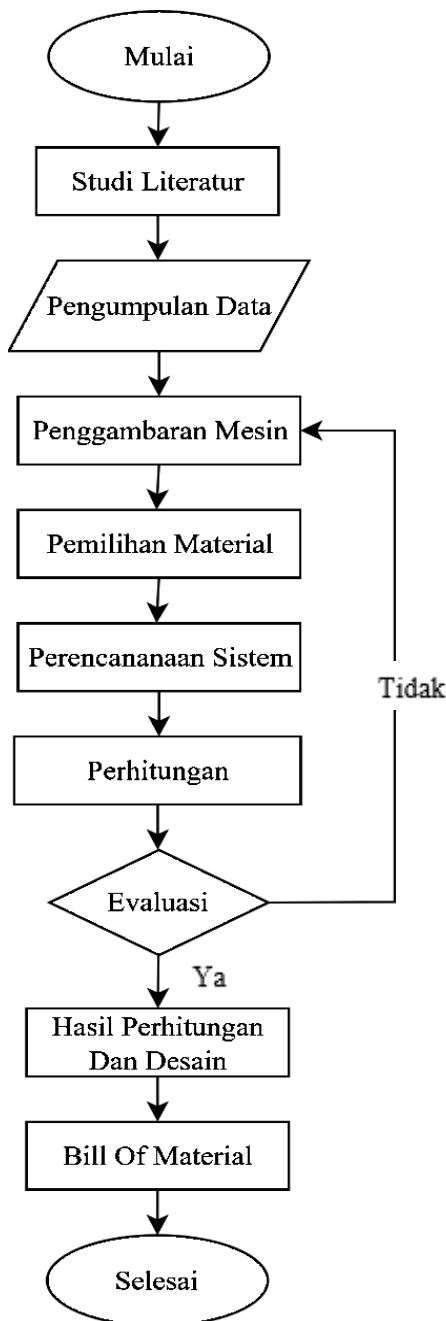 Mulai
Studi Literatur
Pengumpulan Data
Penggambaran Mesin
Pemilihan Material
Perencananaan Sistem
Tidak
Perhitungan
Evaluasi
Ya
Hasil Perhitungan
Dan Desain
Bill Of Material
Selesai